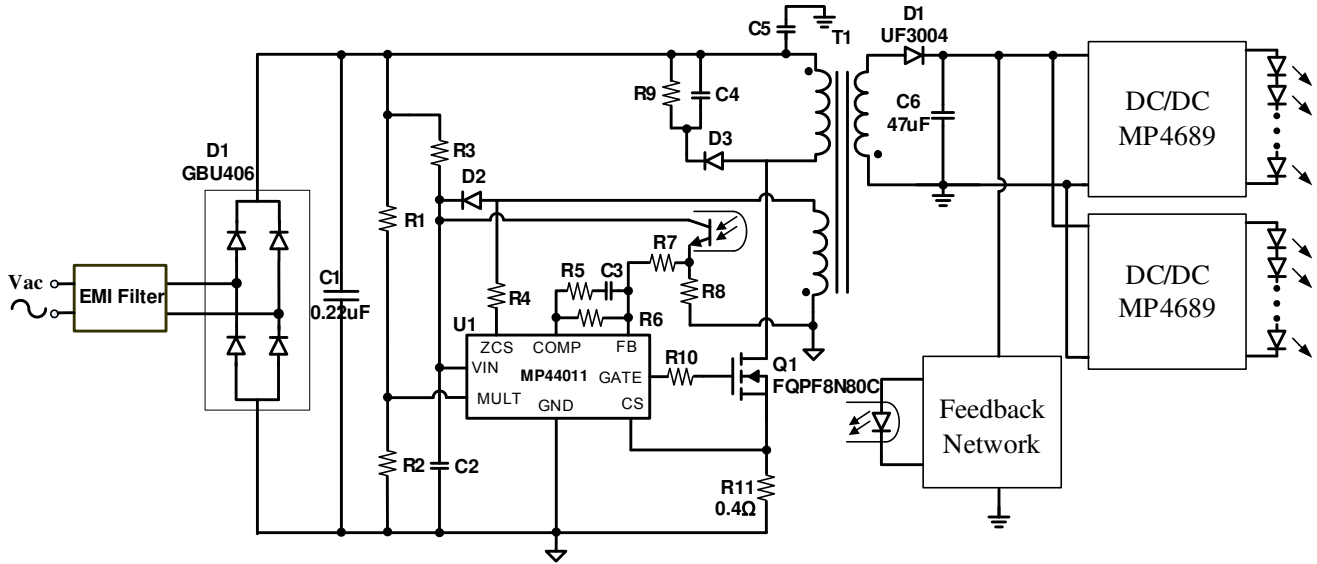 C5
T1
D1
UF3004
R9
C4
C6
47uF
DC/DC
MP4689
D3
D1
GBU406
R3
D2
R1
R7
Vac
EMI Filter
C1
0.22uF
R5
C3
R8
R4
R6
U1
DC/DC
MP4689
ZCS
COMP
FB
VIN
MP44011
GATE
MULT
GND
CS
R10
Q1
FQPF8N80C
Feedback
Network
R2
C2
R11
0.4Ω